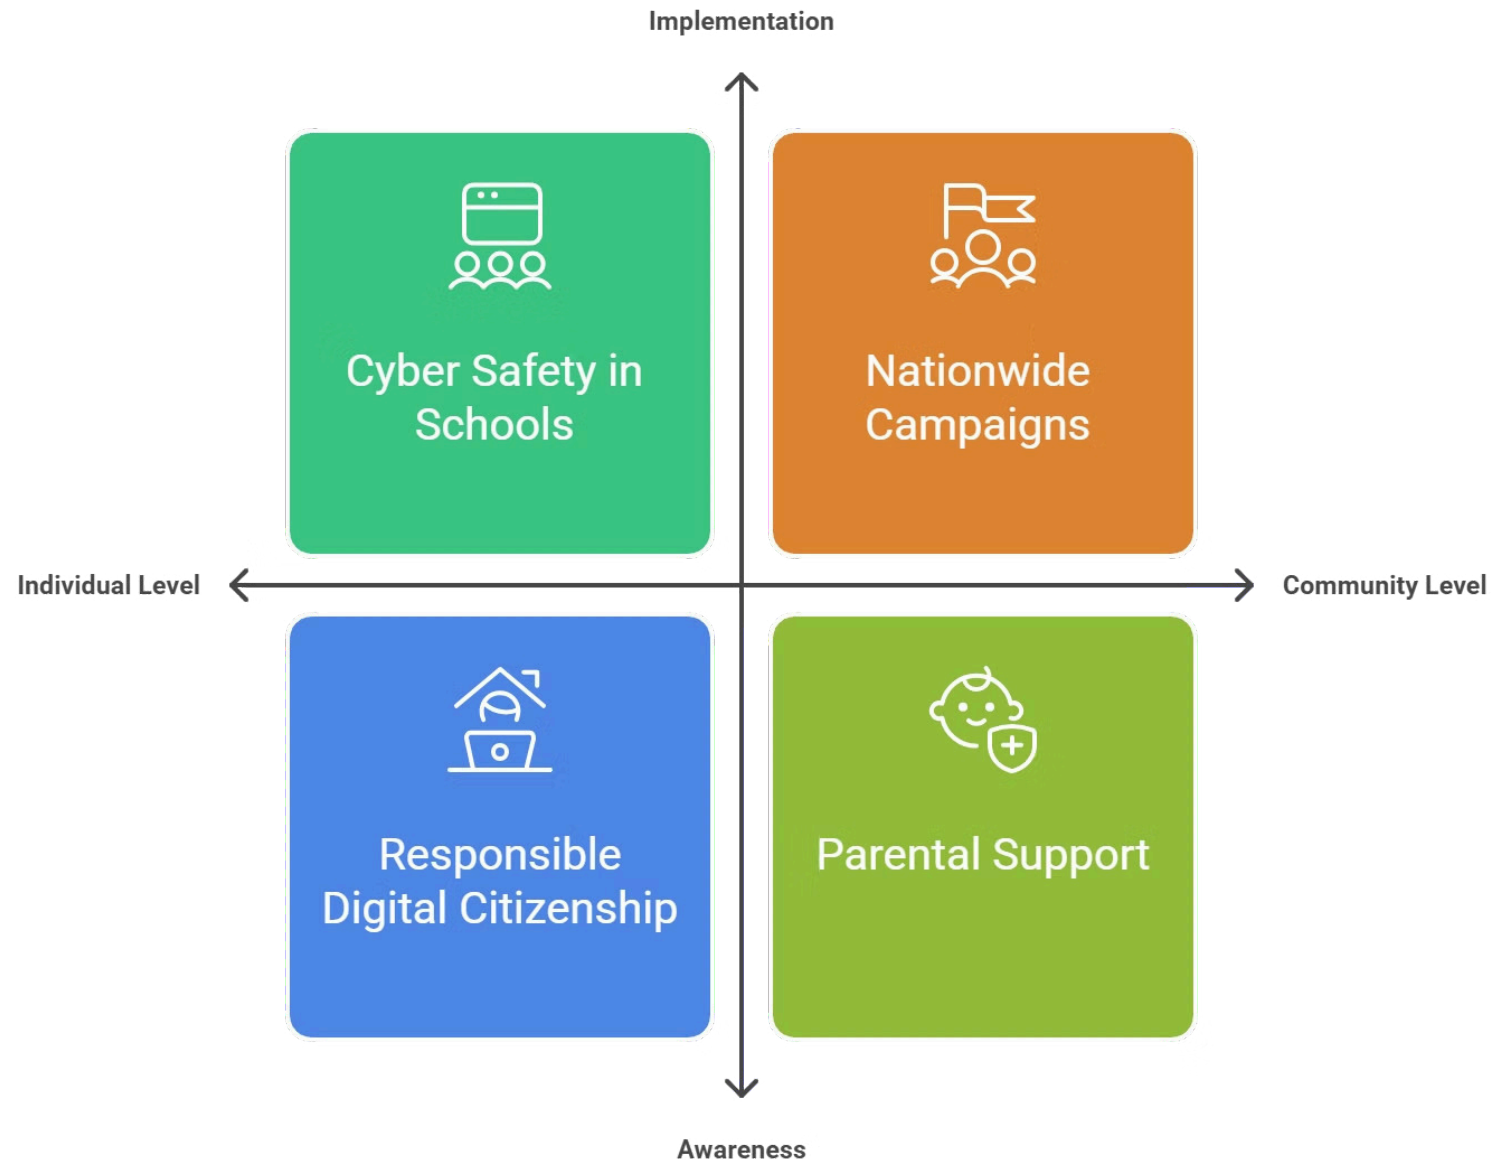 Implementation
Cyber Safety in
Schools
Nationwide
Campaigns
Individual Level
Community Level
Responsible
Digital Citizenship
Parental Support
Awareness